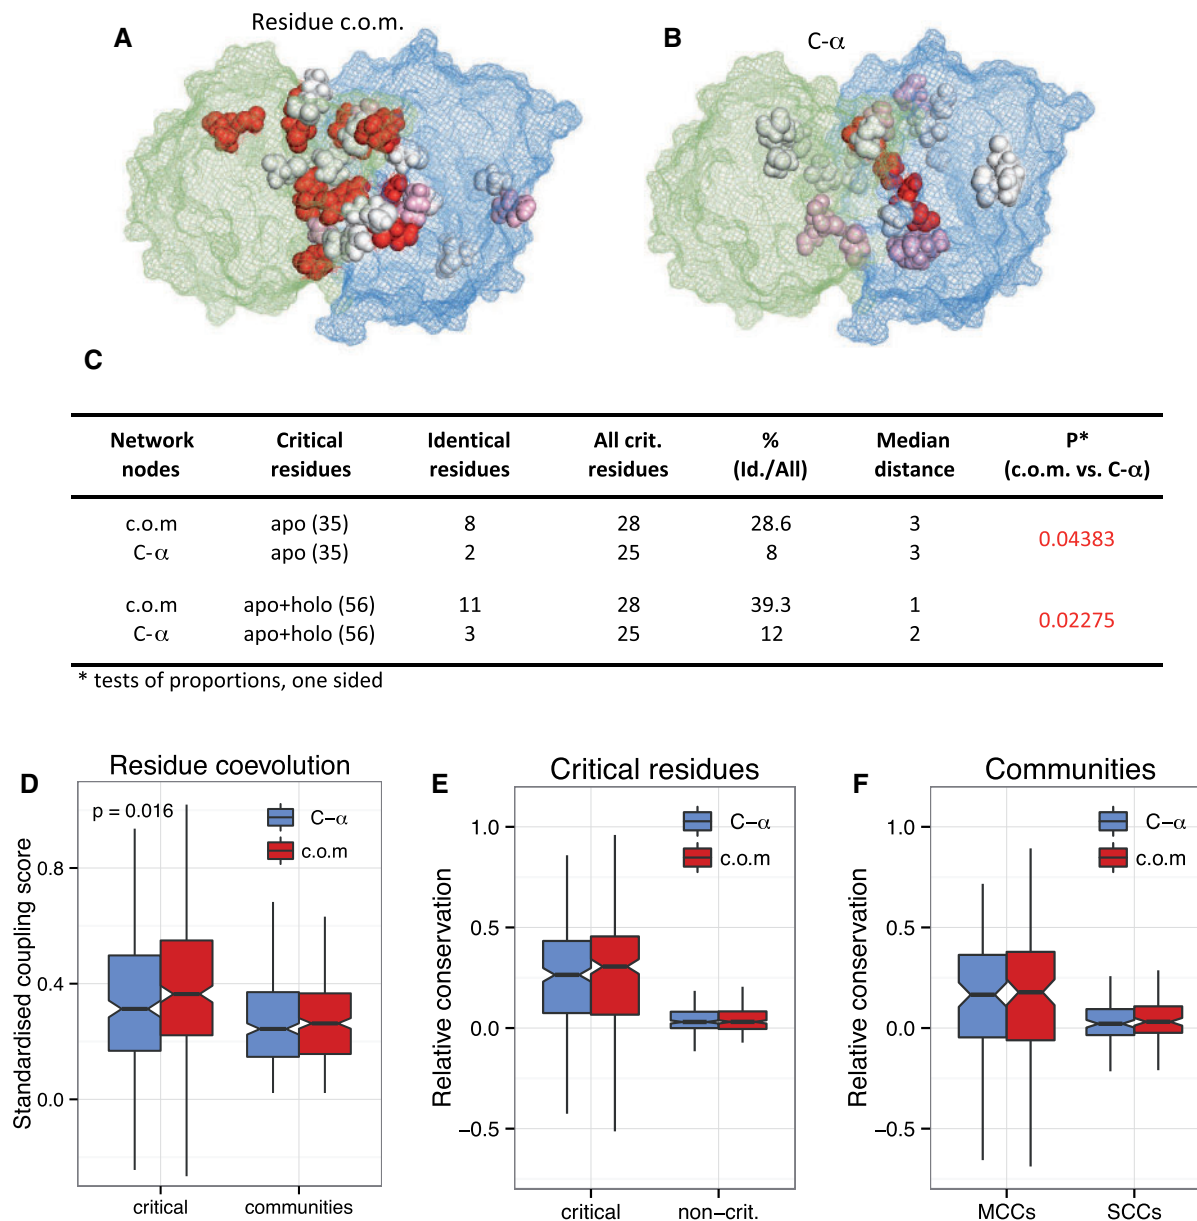 A
Residue c.o.m.
B
C-α
C
Network nodes Critical residues Identical residues All crit. residues % (Id./All) Median distance P* (c.o.m. vs. C-α)
c.o.m apo (35) 8 28 28.6 3
0.04383
C-α apo (35) 2 25 8 3
c.o.m apo+holo (56) 11 28 39.3 1
0.02275
C-α apo+holo (56) 3 25 12 2
* tests of proportions, one sided
D
Residue coevolution
p = 0.016
C-α
c.o.m
Standardised coupling score
0.8
0.4
0.0
critical communities
E
Critical residues
C-α
c.o.m
Relative conservation
1.0
0.5
0.0
-0.5
critical non-crit.
F
Communities
C-α
c.o.m
Relative conservation
1.0
0.5
0.0
-0.5
MCCs SCCs